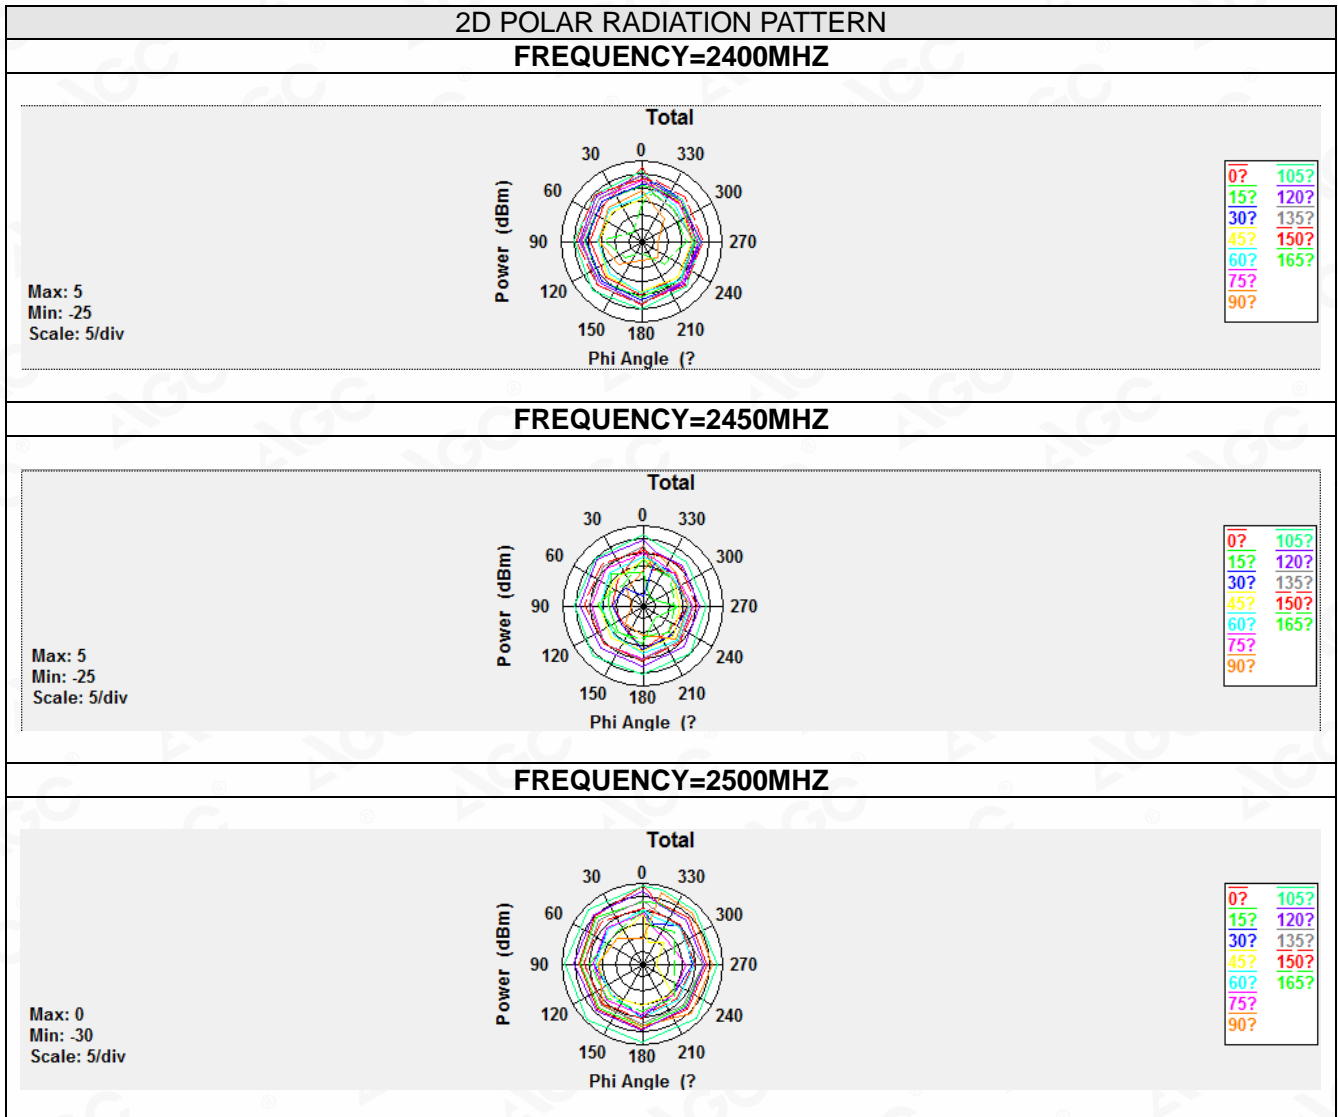 2D POLAR RADIATION PATTERN
FREQUENCY=2400MHZ
Total
0
30 330
60 300
90 270
120 240
150 210
180
Power (dBm)
Phi Angle (?
Max: 5
Min: -25
Scale: 5/div
0? 105?
15? 120?
30? 135?
45? 150?
60? 165?
75?
90?
FREQUENCY=2450MHZ
Total
0
30 330
60 300
90 270
120 240
150 210
180
Power (dBm)
Phi Angle (?
Max: 5
Min: -25
Scale: 5/div
0? 105?
15? 120?
30? 135?
45? 150?
60? 165?
75?
90?
FREQUENCY=2500MHZ
Total
0
30 330
60 300
90 270
120 240
150 210
180
Power (dBm)
Phi Angle (?
Max: 0
Min: -30
Scale: 5/div
0? 105?
15? 120?
30? 135?
45? 150?
60? 165?
75?
90?